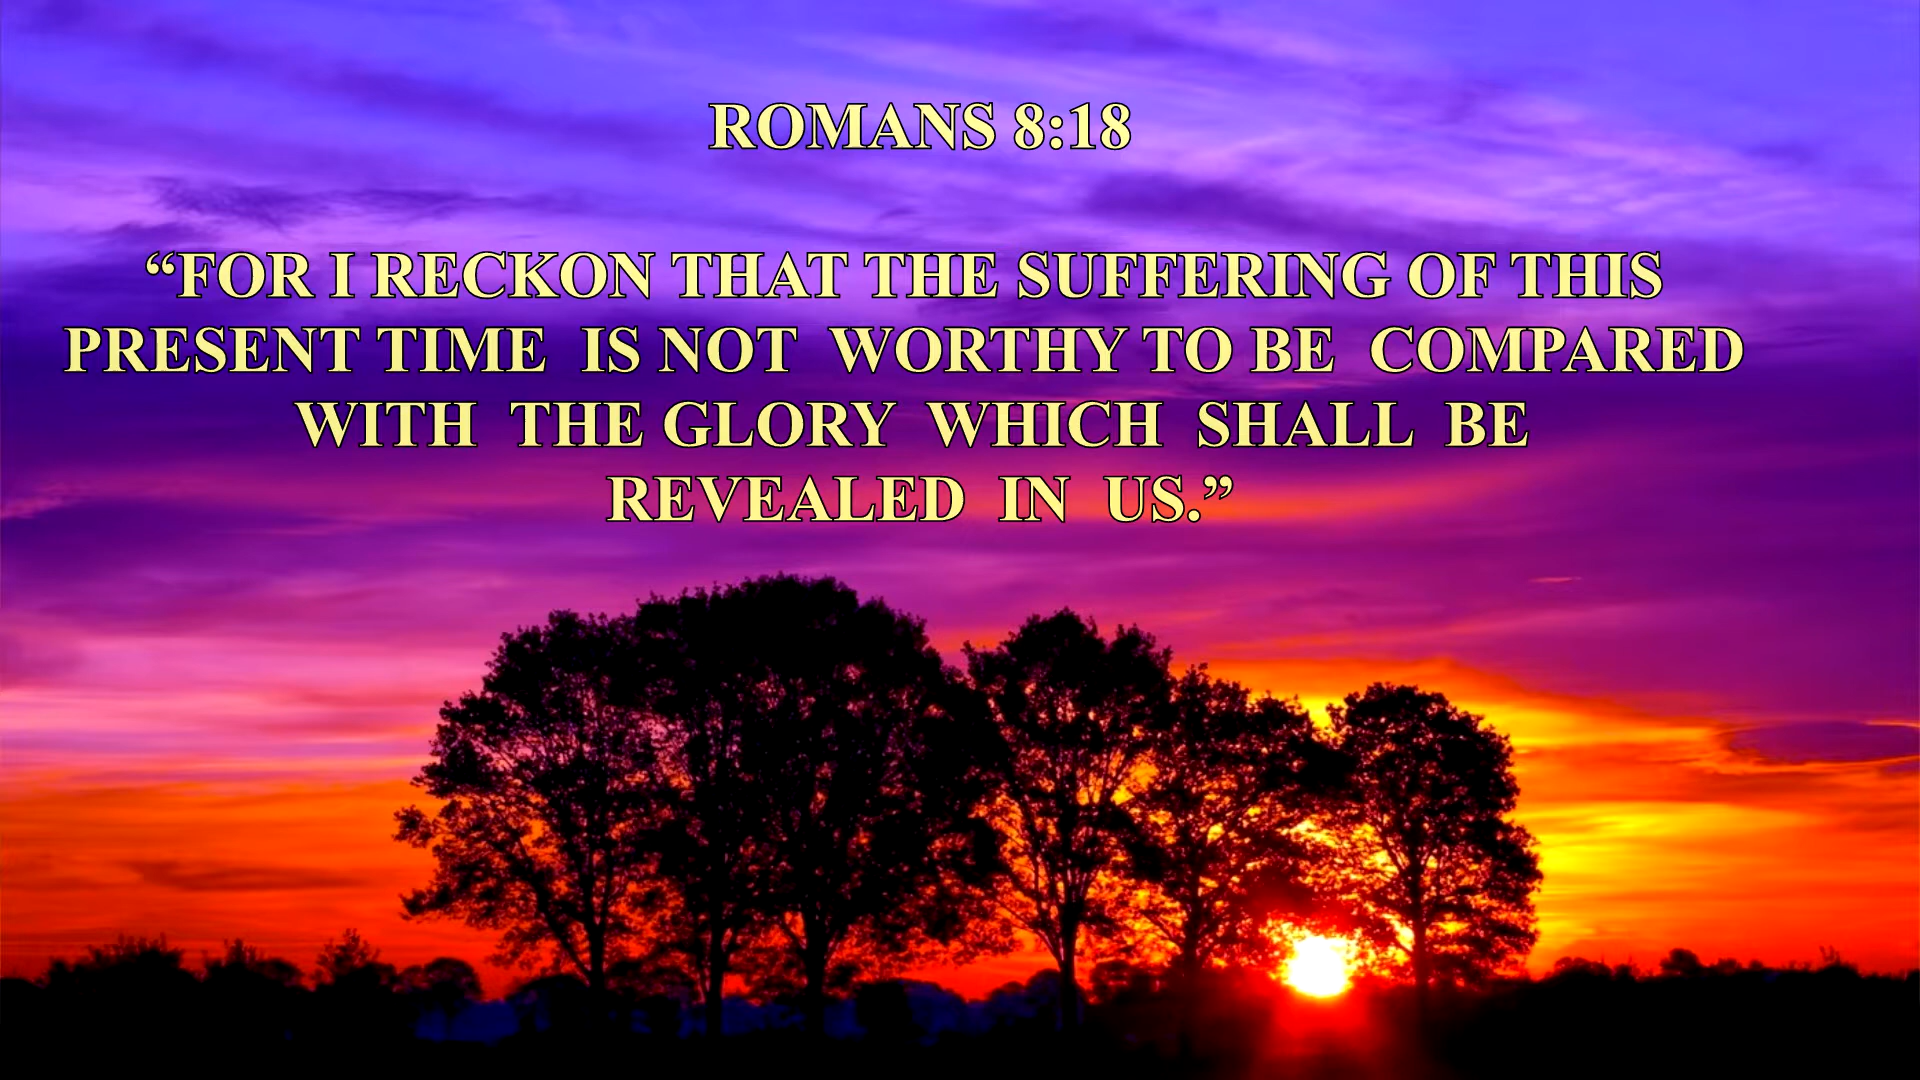 ROMANS 8:18
“FOR I RECKON THAT THE SUFFERING OF THIS
PRESENT TIME IS NOT WORTHY TO BE COMPARED
WITH THE GLORY WHICH SHALL BE
REVEALED IN US.”